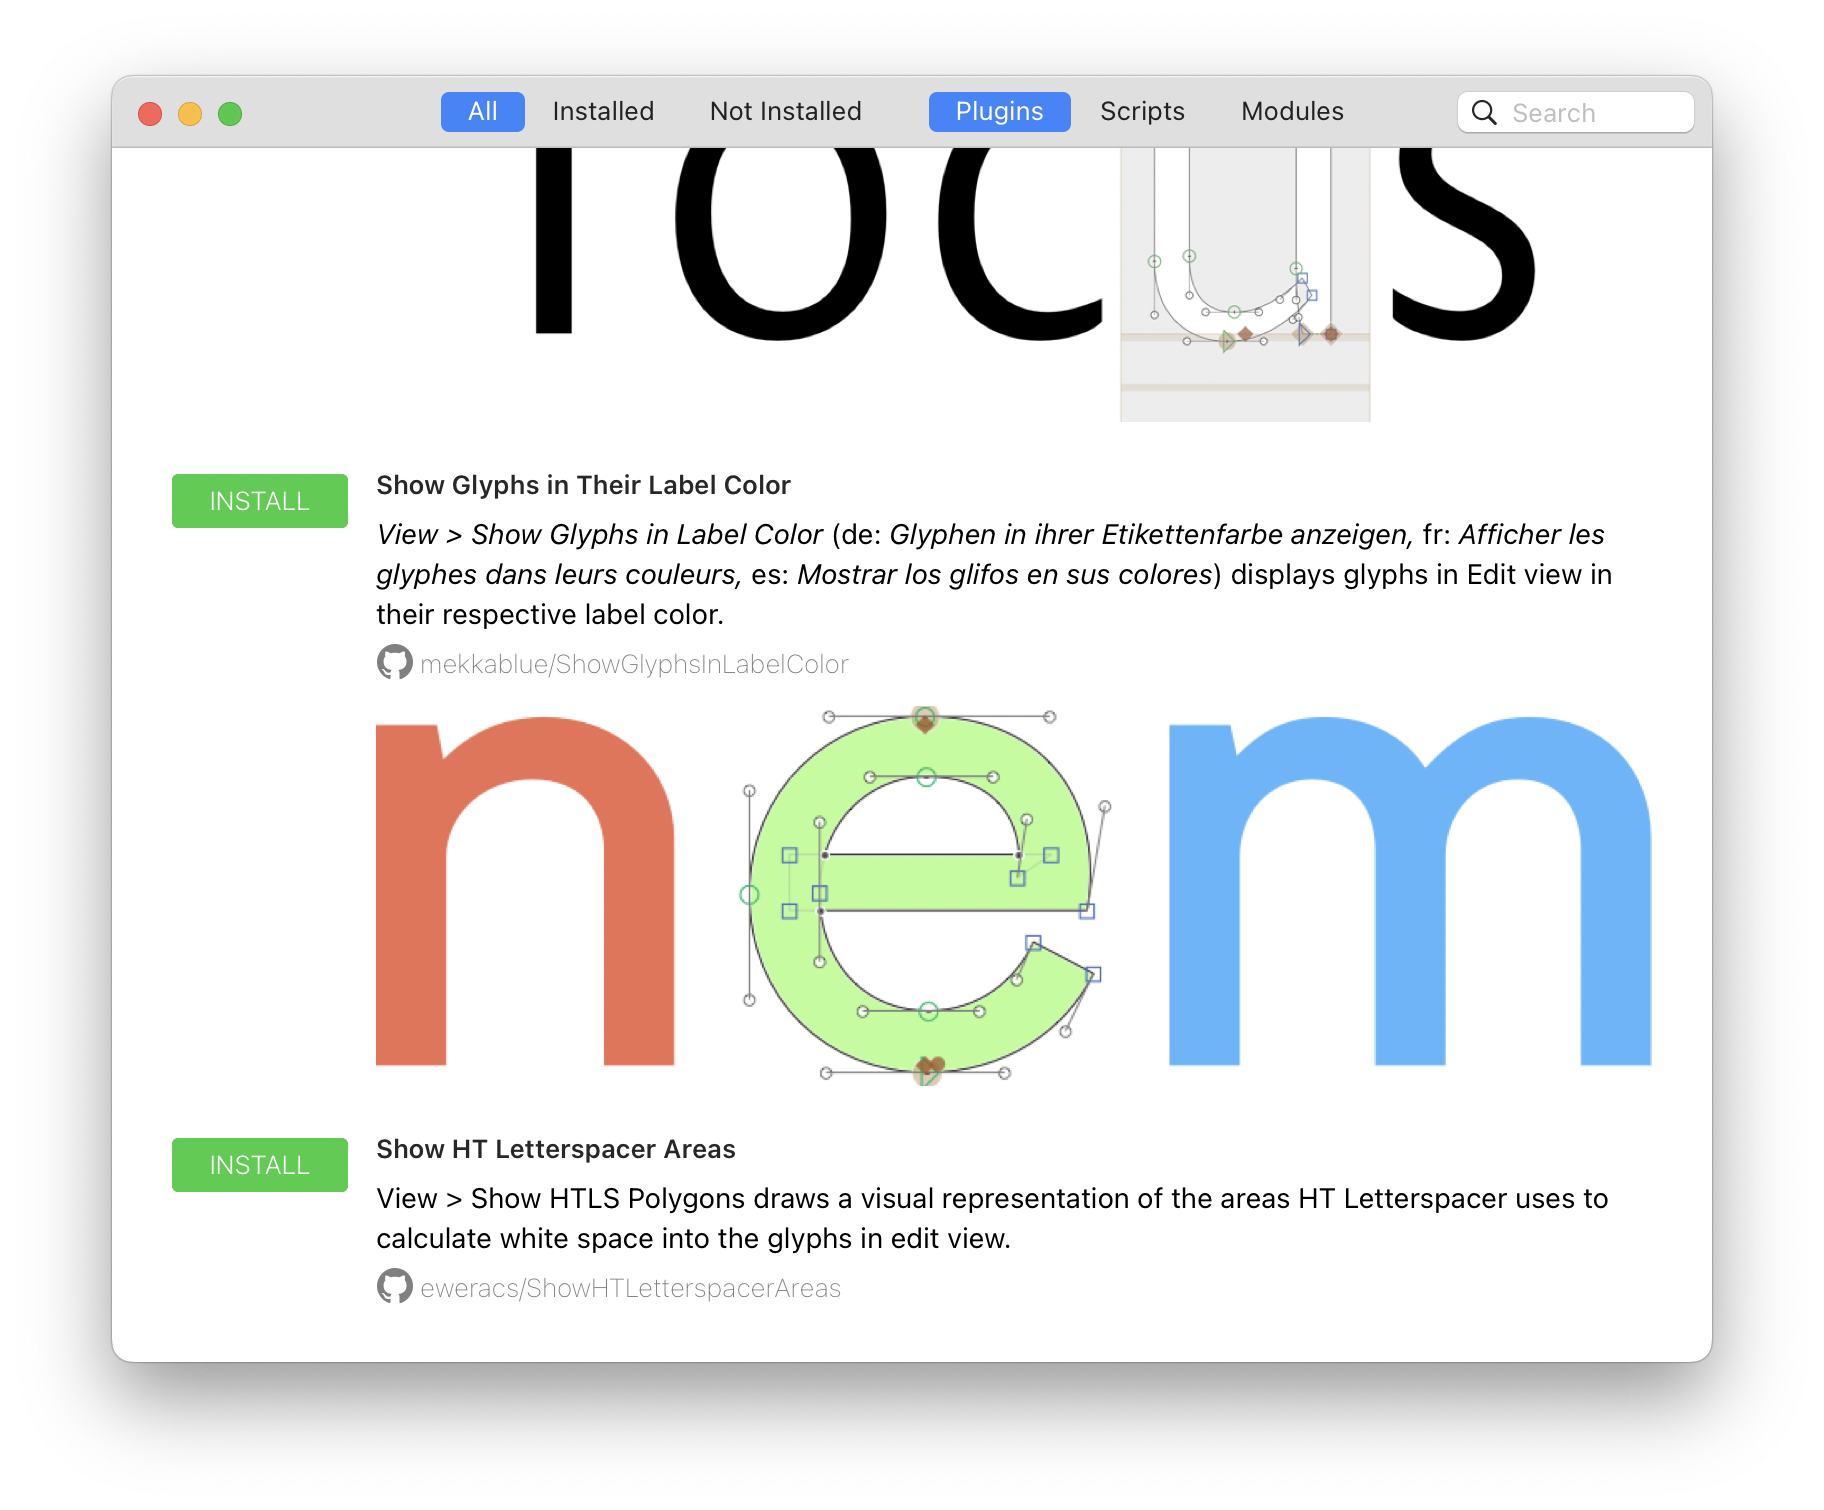 All Installed Not Installed Plugins Scripts Modules Search
focus
INSTALL
Show Glyphs in Their Label Color
View > Show Glyphs in Label Color (de: Glyphen in ihrer Etikettenfarbe anzeigen, fr: Afficher les
glyphes dans leurs couleurs, es: Mostrar los glifos en sus colores) displays glyphs in Edit view in
their respective label color.
mekkablue/ShowGlyphsInLabelColor
nem
INSTALL
Show HT Letterspacer Areas
View > Show HTLS Polygons draws a visual representation of the areas HT Letterspacer uses to
calculate white space into the glyphs in edit view.
eweracs/ShowHTLetterspacerAreas